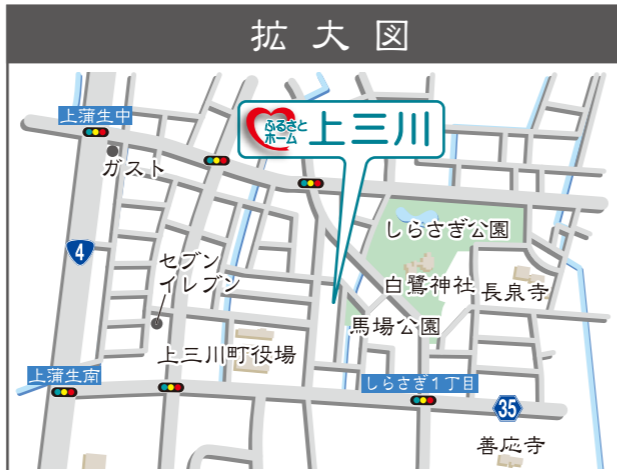 拡大図
上蒲生中
ふるさと
ホーム
上三川
ガスト
しらさぎ公園
4
セブン
イレブン
白鷺神社
長泉寺
馬場公園
上三川町役場
上蒲生南
しらさぎ1丁目
35
善応寺